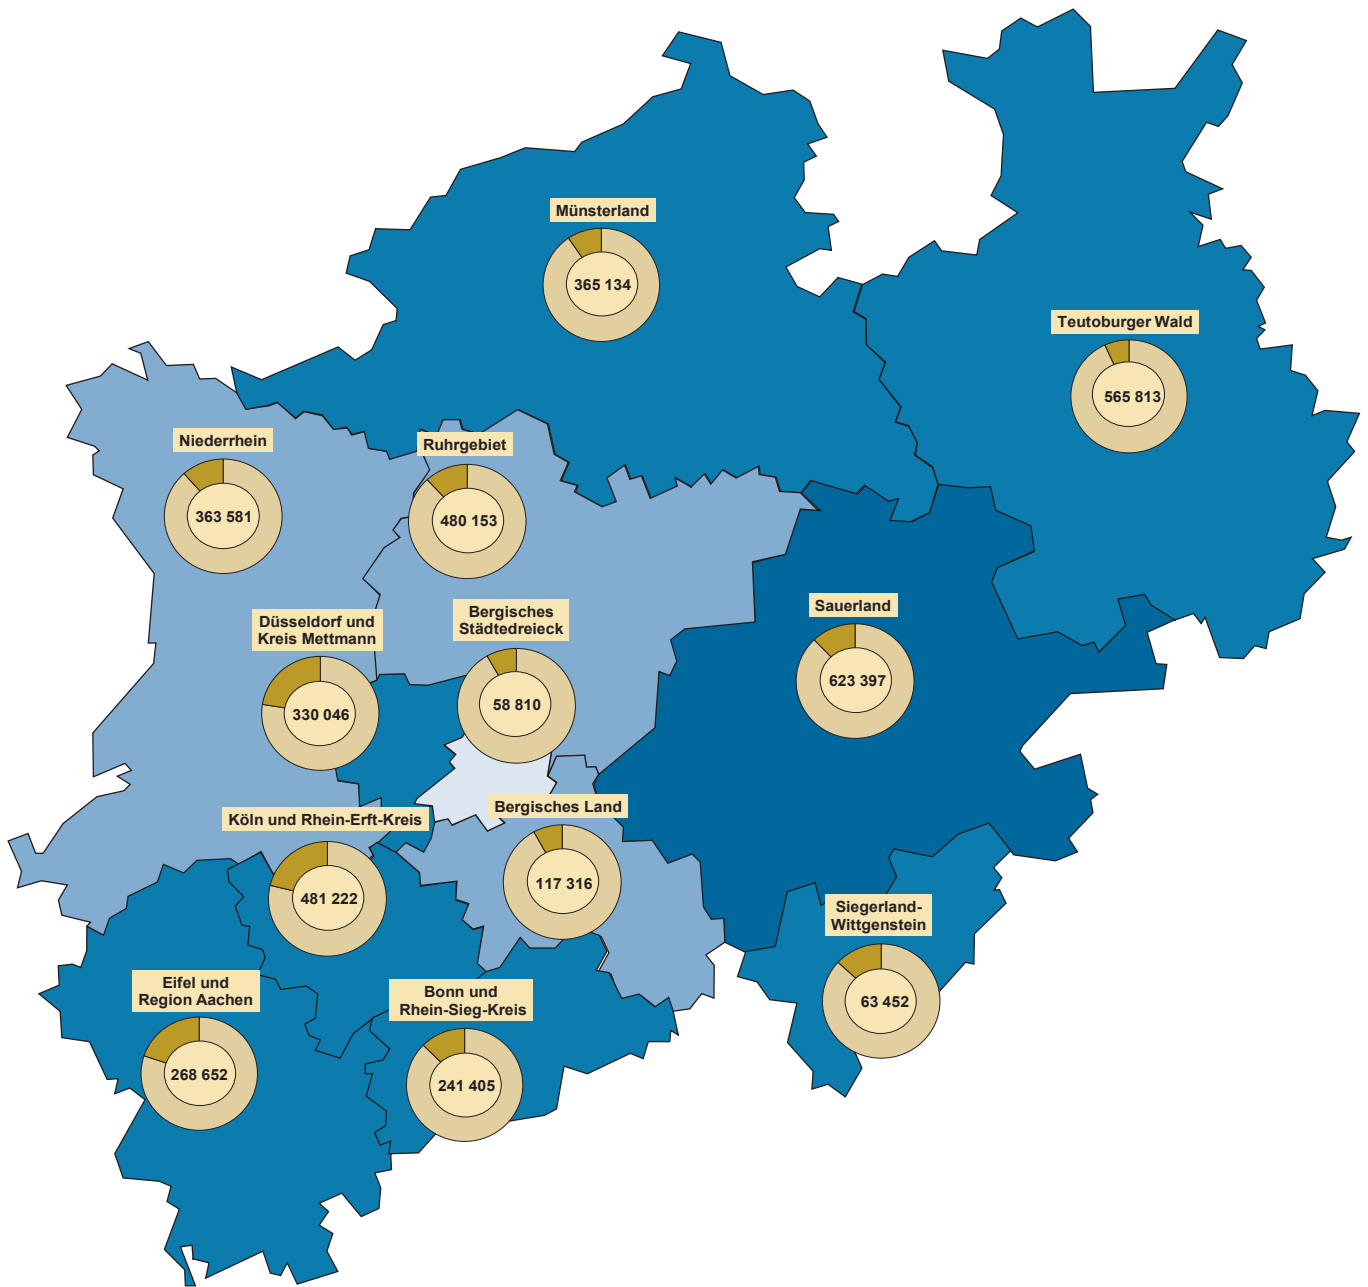 Münsterland
365 134
Teutoburger Wald
565 813
Niederrhein
363 581
Ruhrgebiet
480 153
Düsseldorf und
Kreis Mettmann
330 046
Bergisches
Städtedreieck
58 810
Sauerland
623 397
Köln und Rhein-Erft-Kreis
481 222
Bergisches Land
117 316
Siegerland-
Wittgenstein
63 452
Eifel und
Region Aachen
268 652
Bonn und
Rhein-Sieg-Kreis
241 405